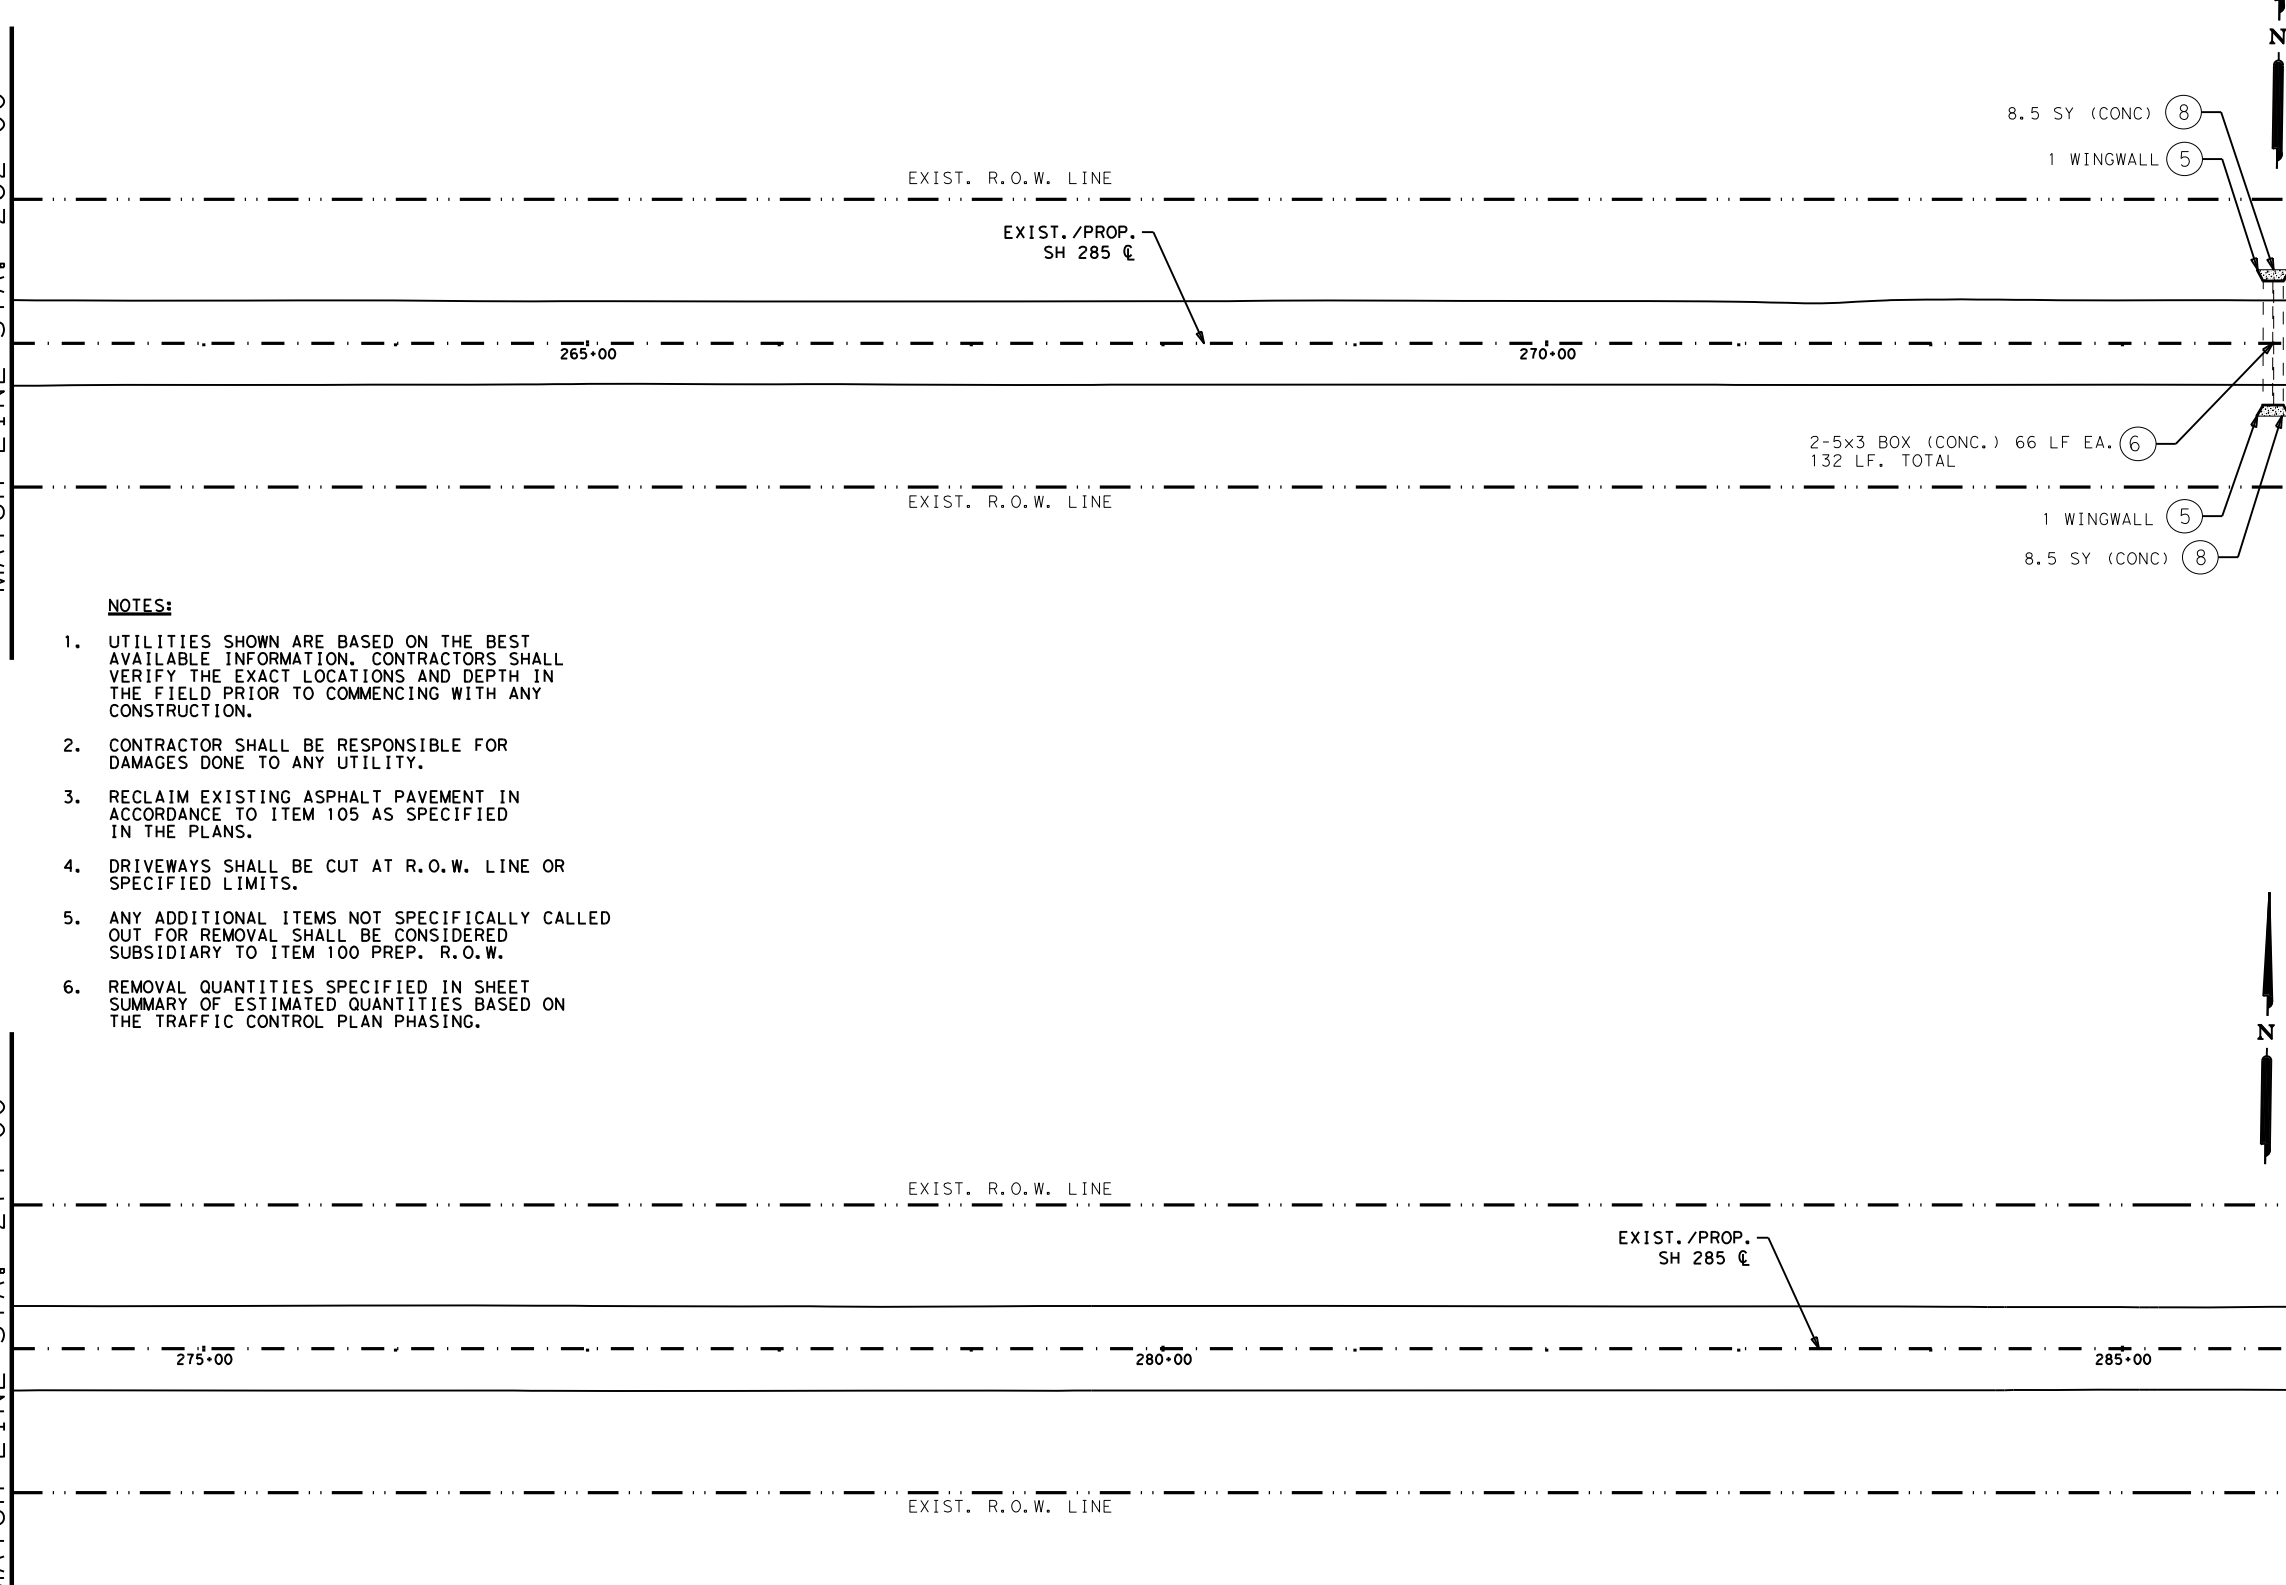 N
8.5 SY (CONC) 8
1 WINGWALL 5
EXIST. R.O.W. LINE
EXIST./PROP.
SH 285 ℄
265+00
270+00
2-5x3 BOX (CONC.) 66 LF EA. 6
132 LF. TOTAL
EXIST. R.O.W. LINE
1 WINGWALL 5
8.5 SY (CONC) 8
NOTES:
1. UTILITIES SHOWN ARE BASED ON THE BEST
AVAILABLE INFORMATION. CONTRACTORS SHALL
VERIFY THE EXACT LOCATIONS AND DEPTH IN
THE FIELD PRIOR TO COMMENCING WITH ANY
CONSTRUCTION.
2. CONTRACTOR SHALL BE RESPONSIBLE FOR
DAMAGES DONE TO ANY UTILITY.
3. RECLAIM EXISTING ASPHALT PAVEMENT IN
ACCORDANCE TO ITEM 105 AS SPECIFIED
IN THE PLANS.
4. DRIVEWAYS SHALL BE CUT AT R.O.W. LINE OR
SPECIFIED LIMITS.
5. ANY ADDITIONAL ITEMS NOT SPECIFICALLY CALLED
OUT FOR REMOVAL SHALL BE CONSIDERED
SUBSIDIARY TO ITEM 100 PREP. R.O.W.
6. REMOVAL QUANTITIES SPECIFIED IN SHEET
SUMMARY OF ESTIMATED QUANTITIES BASED ON
THE TRAFFIC CONTROL PLAN PHASING.
N
EXIST. R.O.W. LINE
EXIST./PROP.
SH 285 ℄
275+00
280+00
285+00
EXIST. R.O.W. LINE